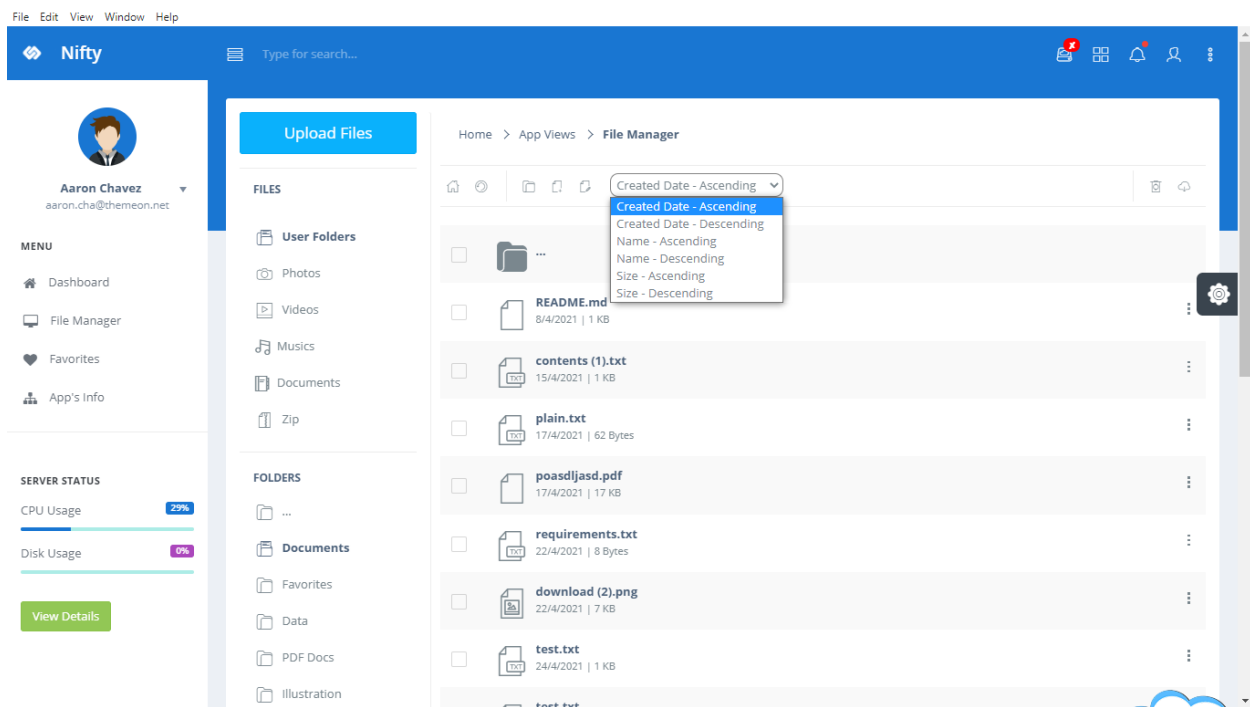 File Edit View Window Help
Nifty
Type for search...
Aaron Chavez
aaron.cha@themeon.net
MENU
Dashboard
File Manager
Favorites
App's Info
SERVER STATUS
CPU Usage 29%
Disk Usage 0%
View Details
Upload Files
FILES
User Folders
Photos
Videos
Musics
Documents
Zip
FOLDERS
...
Documents
Favorites
Data
PDF Docs
Illustration
Home > App Views > File Manager
Created Date - Ascending
Created Date - Ascending
Created Date - Descending
Name - Ascending
Name - Descending
Size - Ascending
Size - Descending
...
README.md
8/4/2021 | 1 KB
contents (1).txt
15/4/2021 | 1 KB
TXT
plain.txt
17/4/2021 | 62 Bytes
TXT
poasdljasd.pdf
17/4/2021 | 17 KB
requirements.txt
22/4/2021 | 8 Bytes
TXT
download (2).png
22/4/2021 | 7 KB
test.txt
24/4/2021 | 1 KB
TXT
test.txt